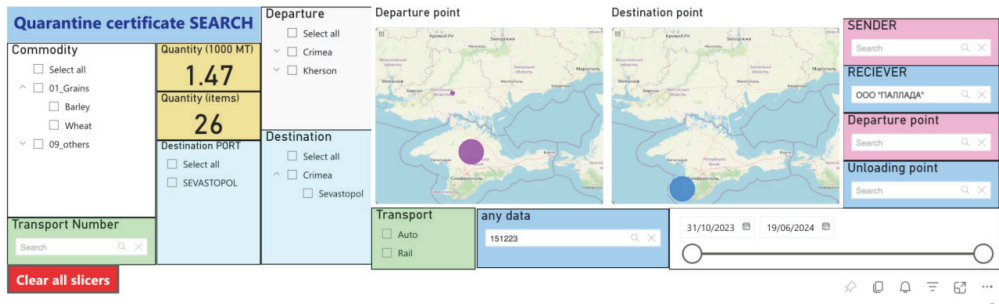 Quarantine certificate SEARCH
Commodity
Select all
01_Grains
Barley
Wheat
09_others
Transport Number
Search
Clear all slicers
Quantity (1000 MT)
1.47
Quantity (items)
26
Destination PORT
Select all
SEVASTOPOL
Departure
Select all
Crimea
Kherson
Destination
Select all
Crimea
Sevastopol
Departure point
Destination point
Transport
Auto
Rail
any data
151223
SENDER
Search
RECIEVER
ООО "ПАЛЛАДА"
Departure point
Search
Unloading point
Search
31/10/2023
19/06/2024